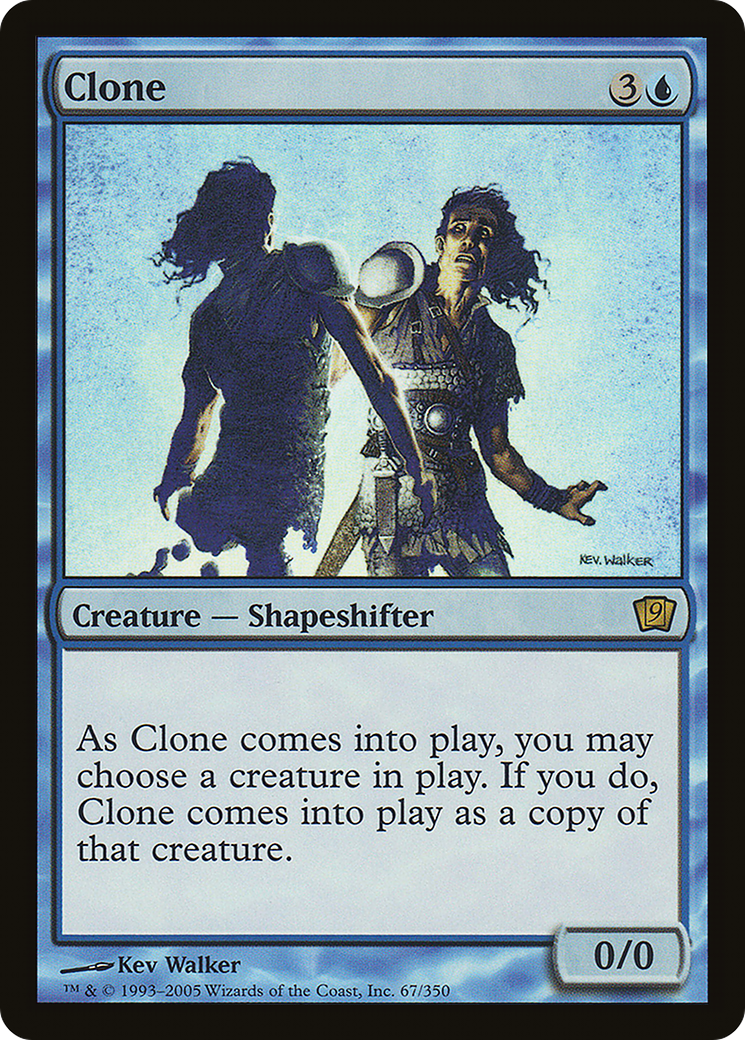 Clone
3
KEV. WALKER
Creature — Shapeshifter
9
As Clone comes into play, you may
choose a creature in play. If you do,
Clone comes into play as a copy of
that creature.
0/0
Kev Walker
™ & © 1993–2005 Wizards of the Coast, Inc. 67/350